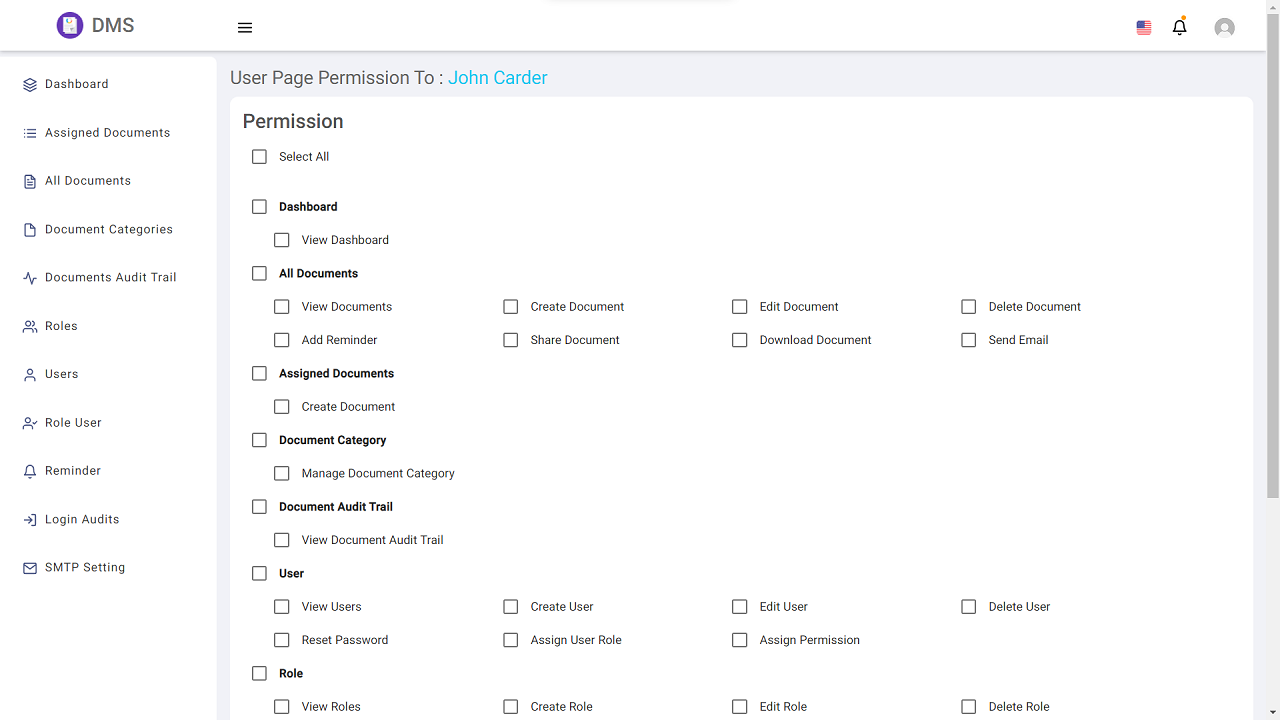 DMS
Dashboard
Assigned Documents
All Documents
Document Categories
Documents Audit Trail
Roles
Users
Role User
Reminder
Login Audits
SMTP Setting
User Page Permission To : John Carder
Permission
Select All
Dashboard
View Dashboard
All Documents
View Documents Create Document Edit Document Delete Document
Add Reminder Share Document Download Document Send Email
Assigned Documents
Create Document
Document Category
Manage Document Category
Document Audit Trail
View Document Audit Trail
User
View Users Create User Edit User Delete User
Reset Password Assign User Role Assign Permission
Role
View Roles Create Role Edit Role Delete Role